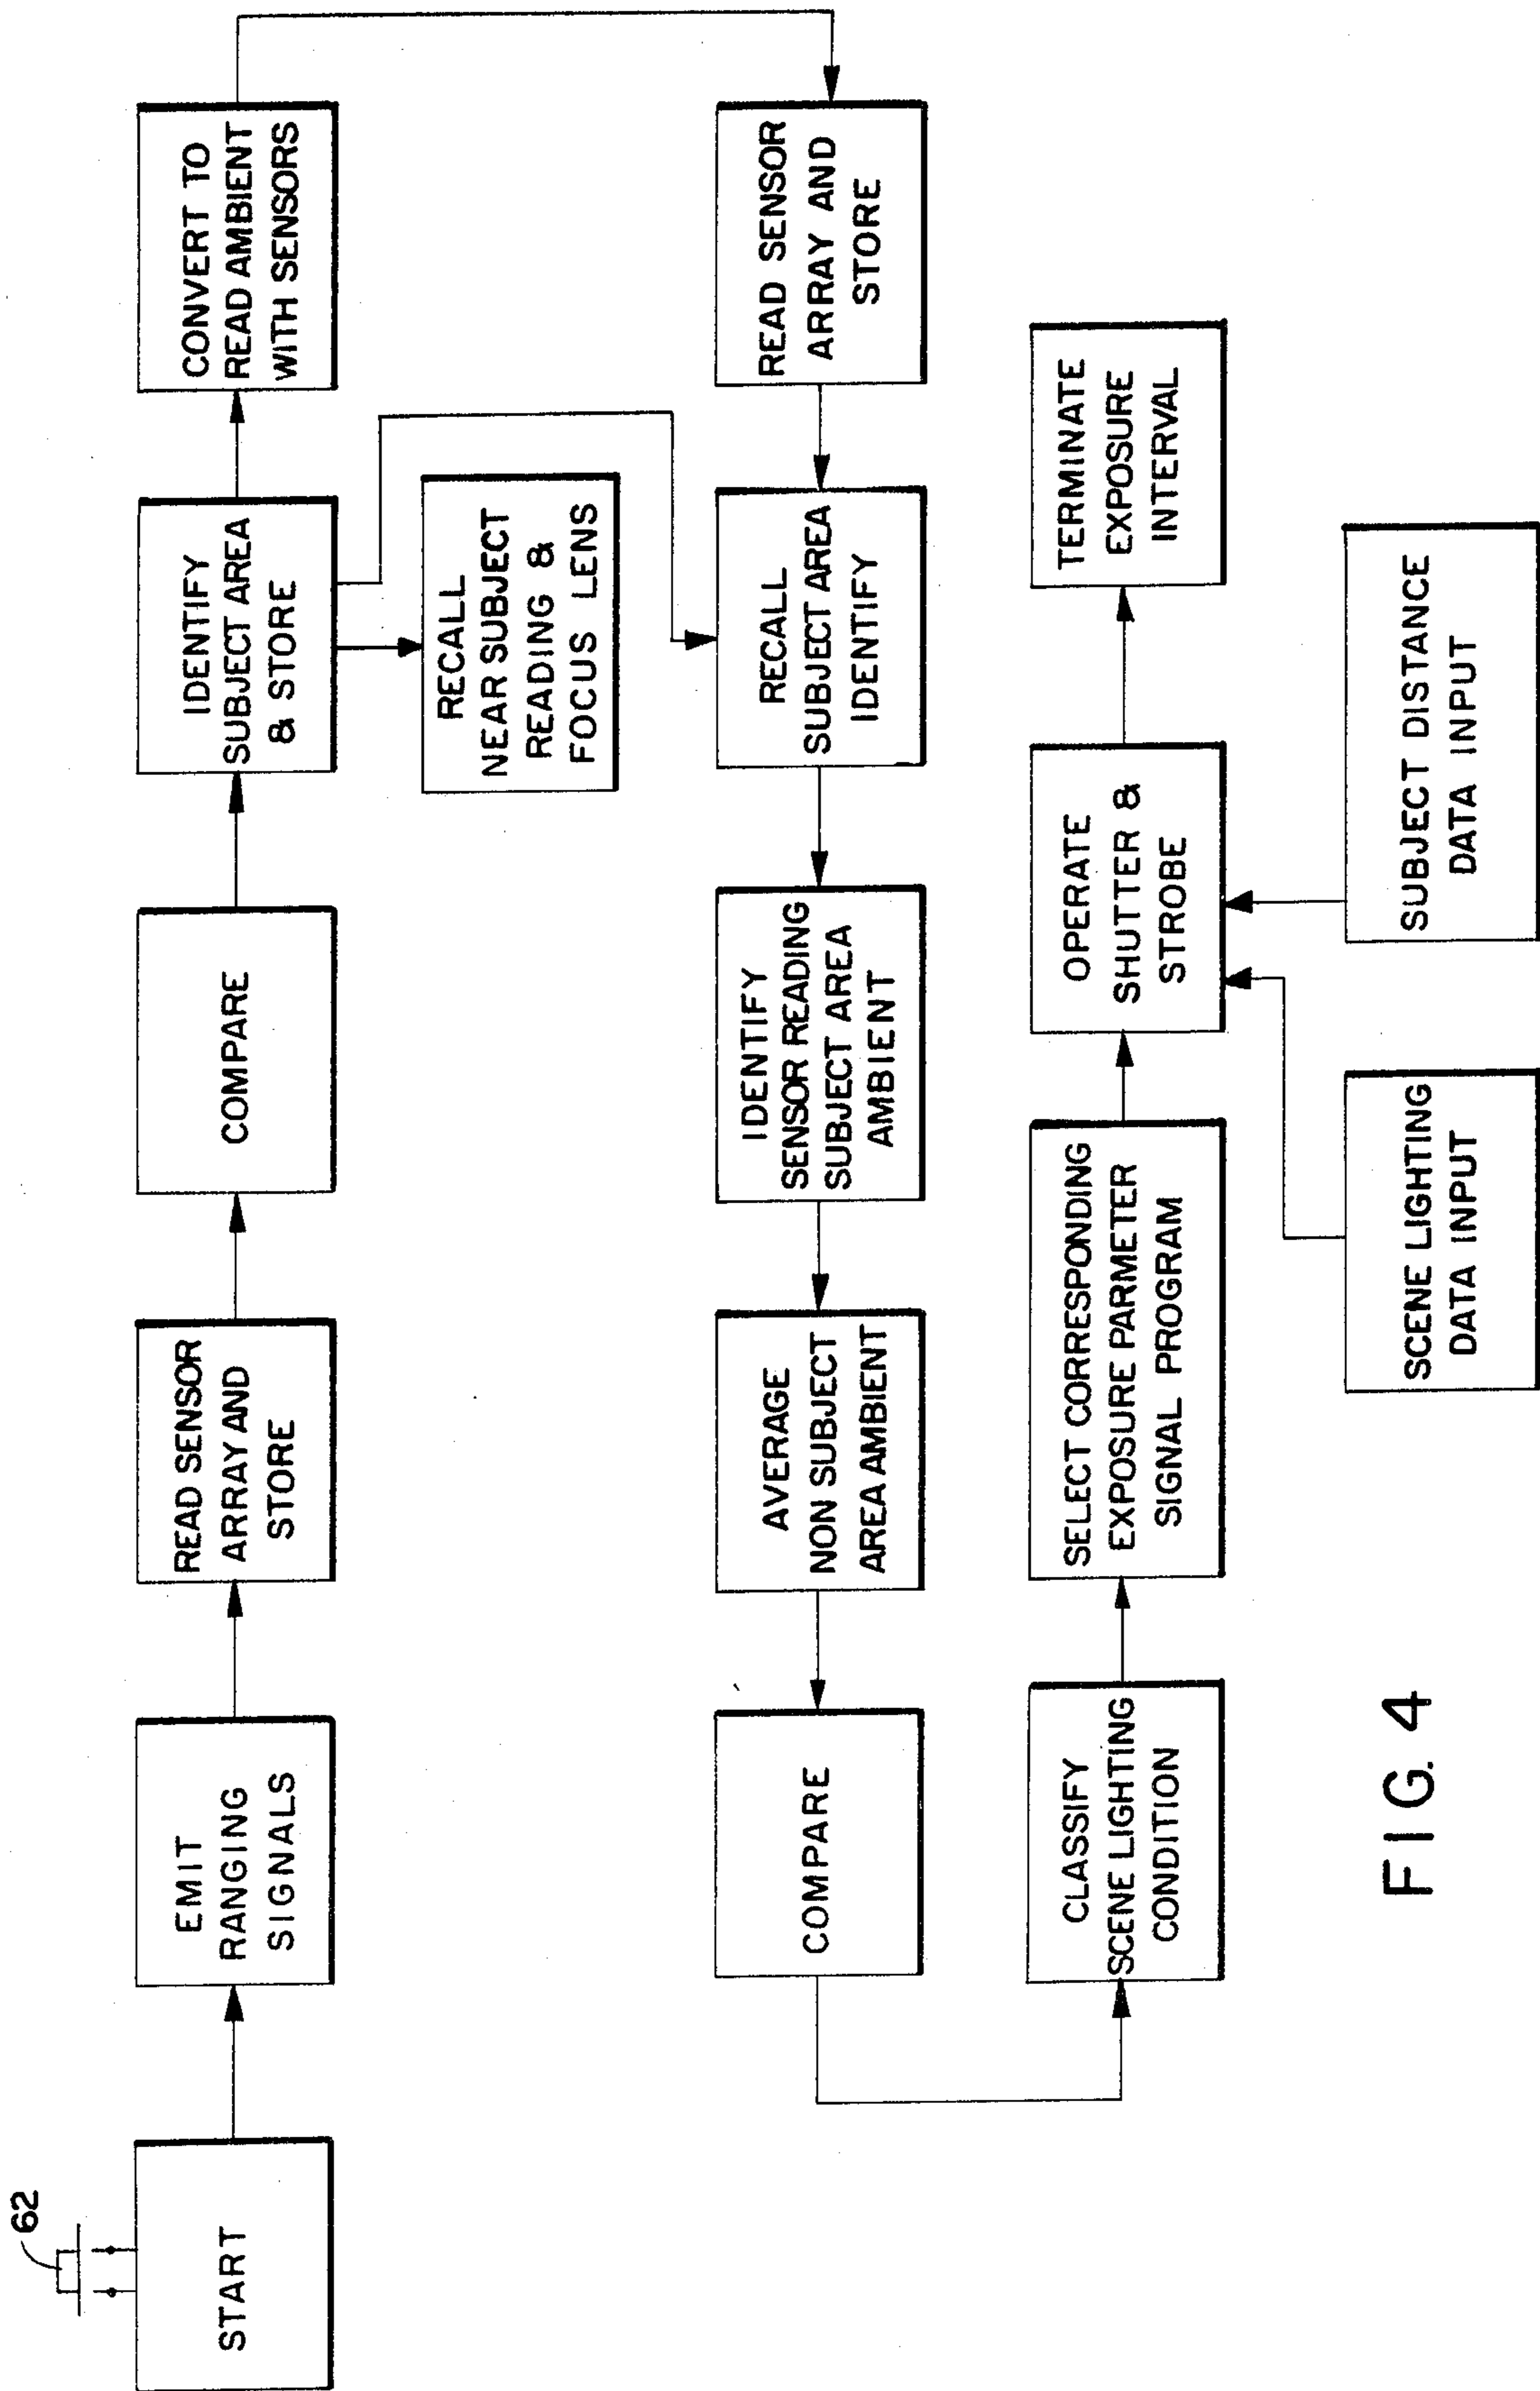 62
START
EMIT
RANGING
SIGNALS
READ SENSOR
ARRAY AND
STORE
COMPARE
IDENTIFY
SUBJECT AREA
& STORE
CONVERT TO
READ AMBIENT
WITH SENSORS
RECALL
NEAR SUBJECT
READING &
FOCUS LENS
READ SENSOR
ARRAY AND
STORE
RECALL
SUBJECT AREA
IDENTIFY
IDENTIFY
SENSOR READING
SUBJECT AREA
AMBIENT
AVERAGE
NON SUBJECT
AREA AMBIENT
COMPARE
CLASSIFY
SCENE LIGHTING
CONDITION
SELECT CORRESPONDING
EXPOSURE PARMETER
SIGNAL PROGRAM
OPERATE
SHUTTER &
STROBE
TERMINATE
EXPOSURE
INTERVAL
SCENE LIGHTING
DATA INPUT
SUBJECT DISTANCE
DATA INPUT
FIG. 4